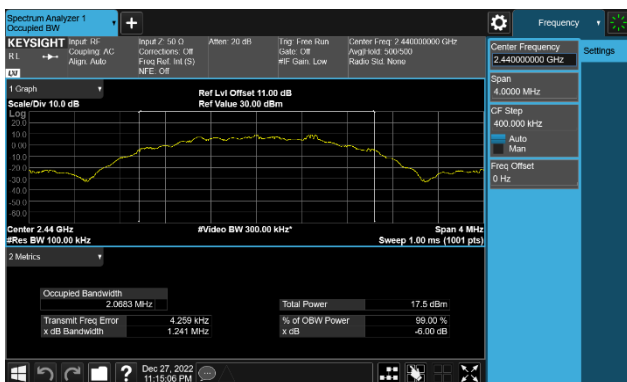 Spectrum Analyzer 1
Occupied BW
Frequency
KEYSIGHT
Input: RF
Coupling: AC
Align: Auto
Input Z: 50 Ω
Corrections: Off
Freq Ref: Int (S)
NFE: Off
Atten: 20 dB
Trig: Free Run
Gate: Off
#IF Gain: Low
Center Freq: 2.440000000 GHz
Avg|Hold: 500/500
Radio Std: None
RL
LXI
1 Graph
Scale/Div 10.0 dB
Ref Lvl Offset 11.00 dB
Ref Value 30.00 dBm
Log
20.0
10.0
0.00
-10.0
-20.0
-30.0
-40.0
-50.0
-60.0
Center 2.44 GHz
#Res BW 100.00 kHz
#Video BW 300.00 kHz*
Span 4 MHz
Sweep 1.00 ms (1001 pts)
2 Metrics
Occupied Bandwidth
2.0683 MHz
Total Power 17.5 dBm
Transmit Freq Error 4.259 kHz
% of OBW Power 99.00 %
x dB Bandwidth 1.241 MHz
x dB -6.00 dB
Center Frequency
2.440000000 GHz
Settings
Span
4.0000 MHz
CF Step
400.000 kHz
Auto
Man
Freq Offset
0 Hz
?
Dec 27, 2022
11:15:06 PM